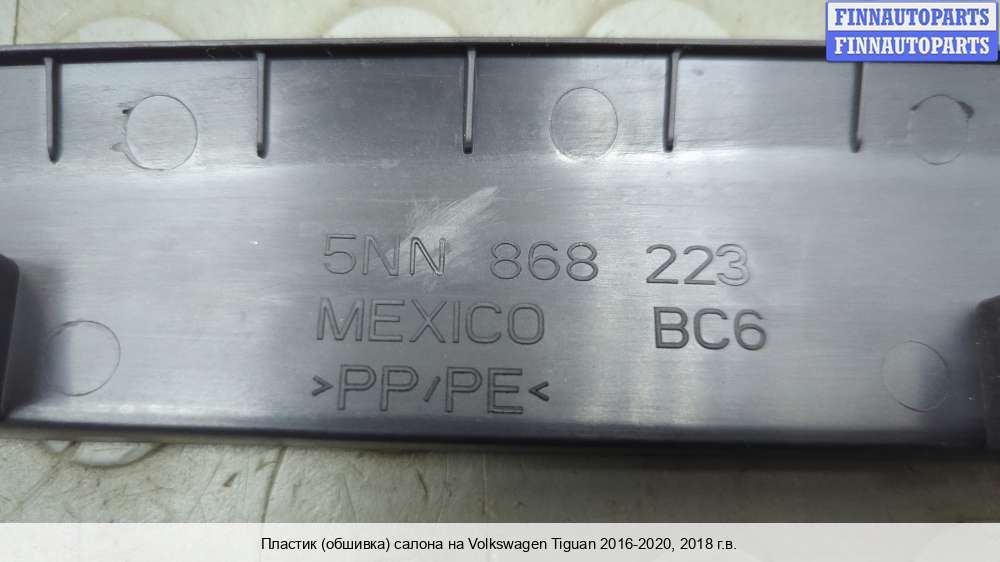 FINNAUTOPARTS
FINNAUTOPARTS
5NN 868 223
MEXICO BC6
>PP/PE<
Пластик (обшивка) салона на Volkswagen Tiguan 2016-2020, 2018 г.в.